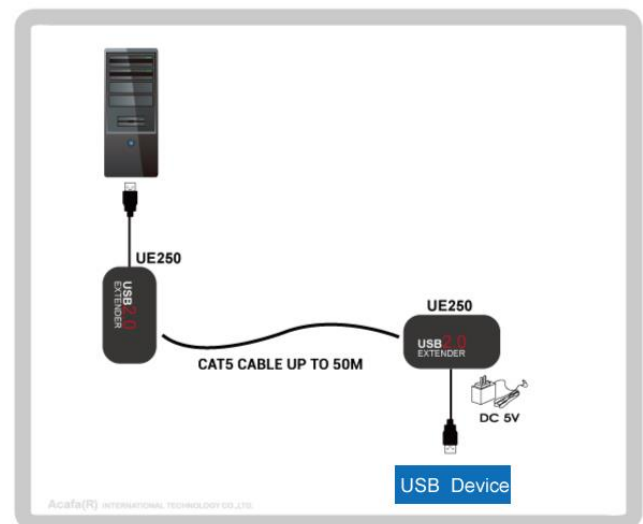 UE250
USB2.0
EXTENDER
UE250
USB2.0
EXTENDER
CAT5 CABLE UP TO 50M
DC 5V
USB Device
Acafa(R) INTERNATIONAL TECHNOLOGY CO.,LTD.